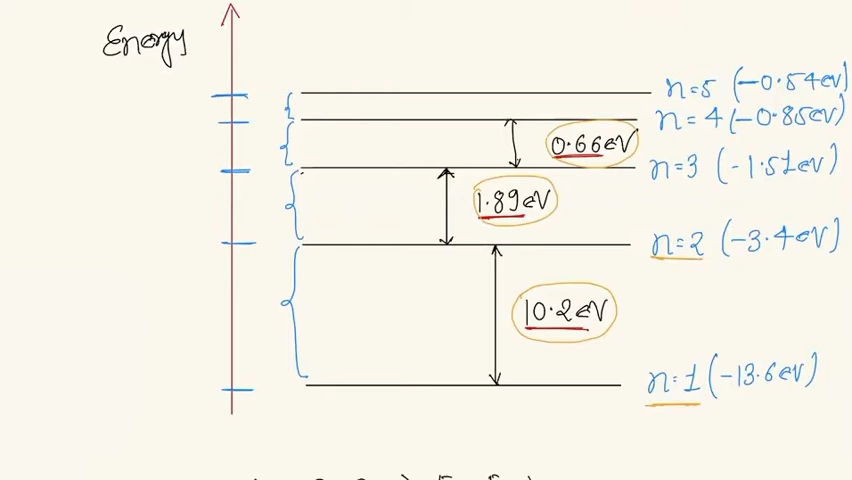 Energy
n=5 (-0.54eV)
n=4 (-0.85eV)
0.66eV
n=3 (-1.51eV)
1.89eV
n=2 (-3.4eV)
10.2eV
n=1 (-13.6eV)